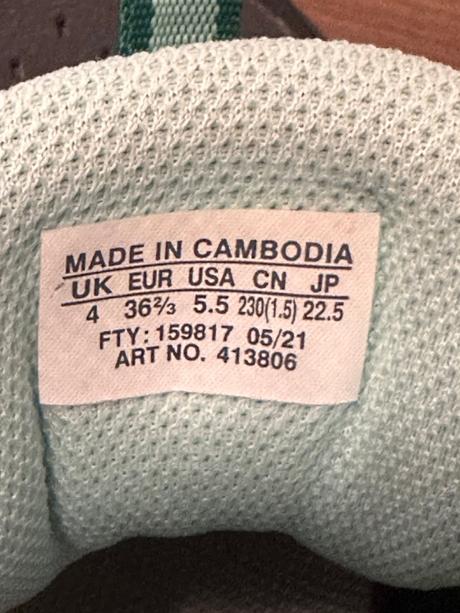 MADE IN CAMBODIA
UK EUR USA CN JP
4 36⅔ 5.5 230(1.5) 22.5
FTY: 159817 05/21
ART NO. 413806